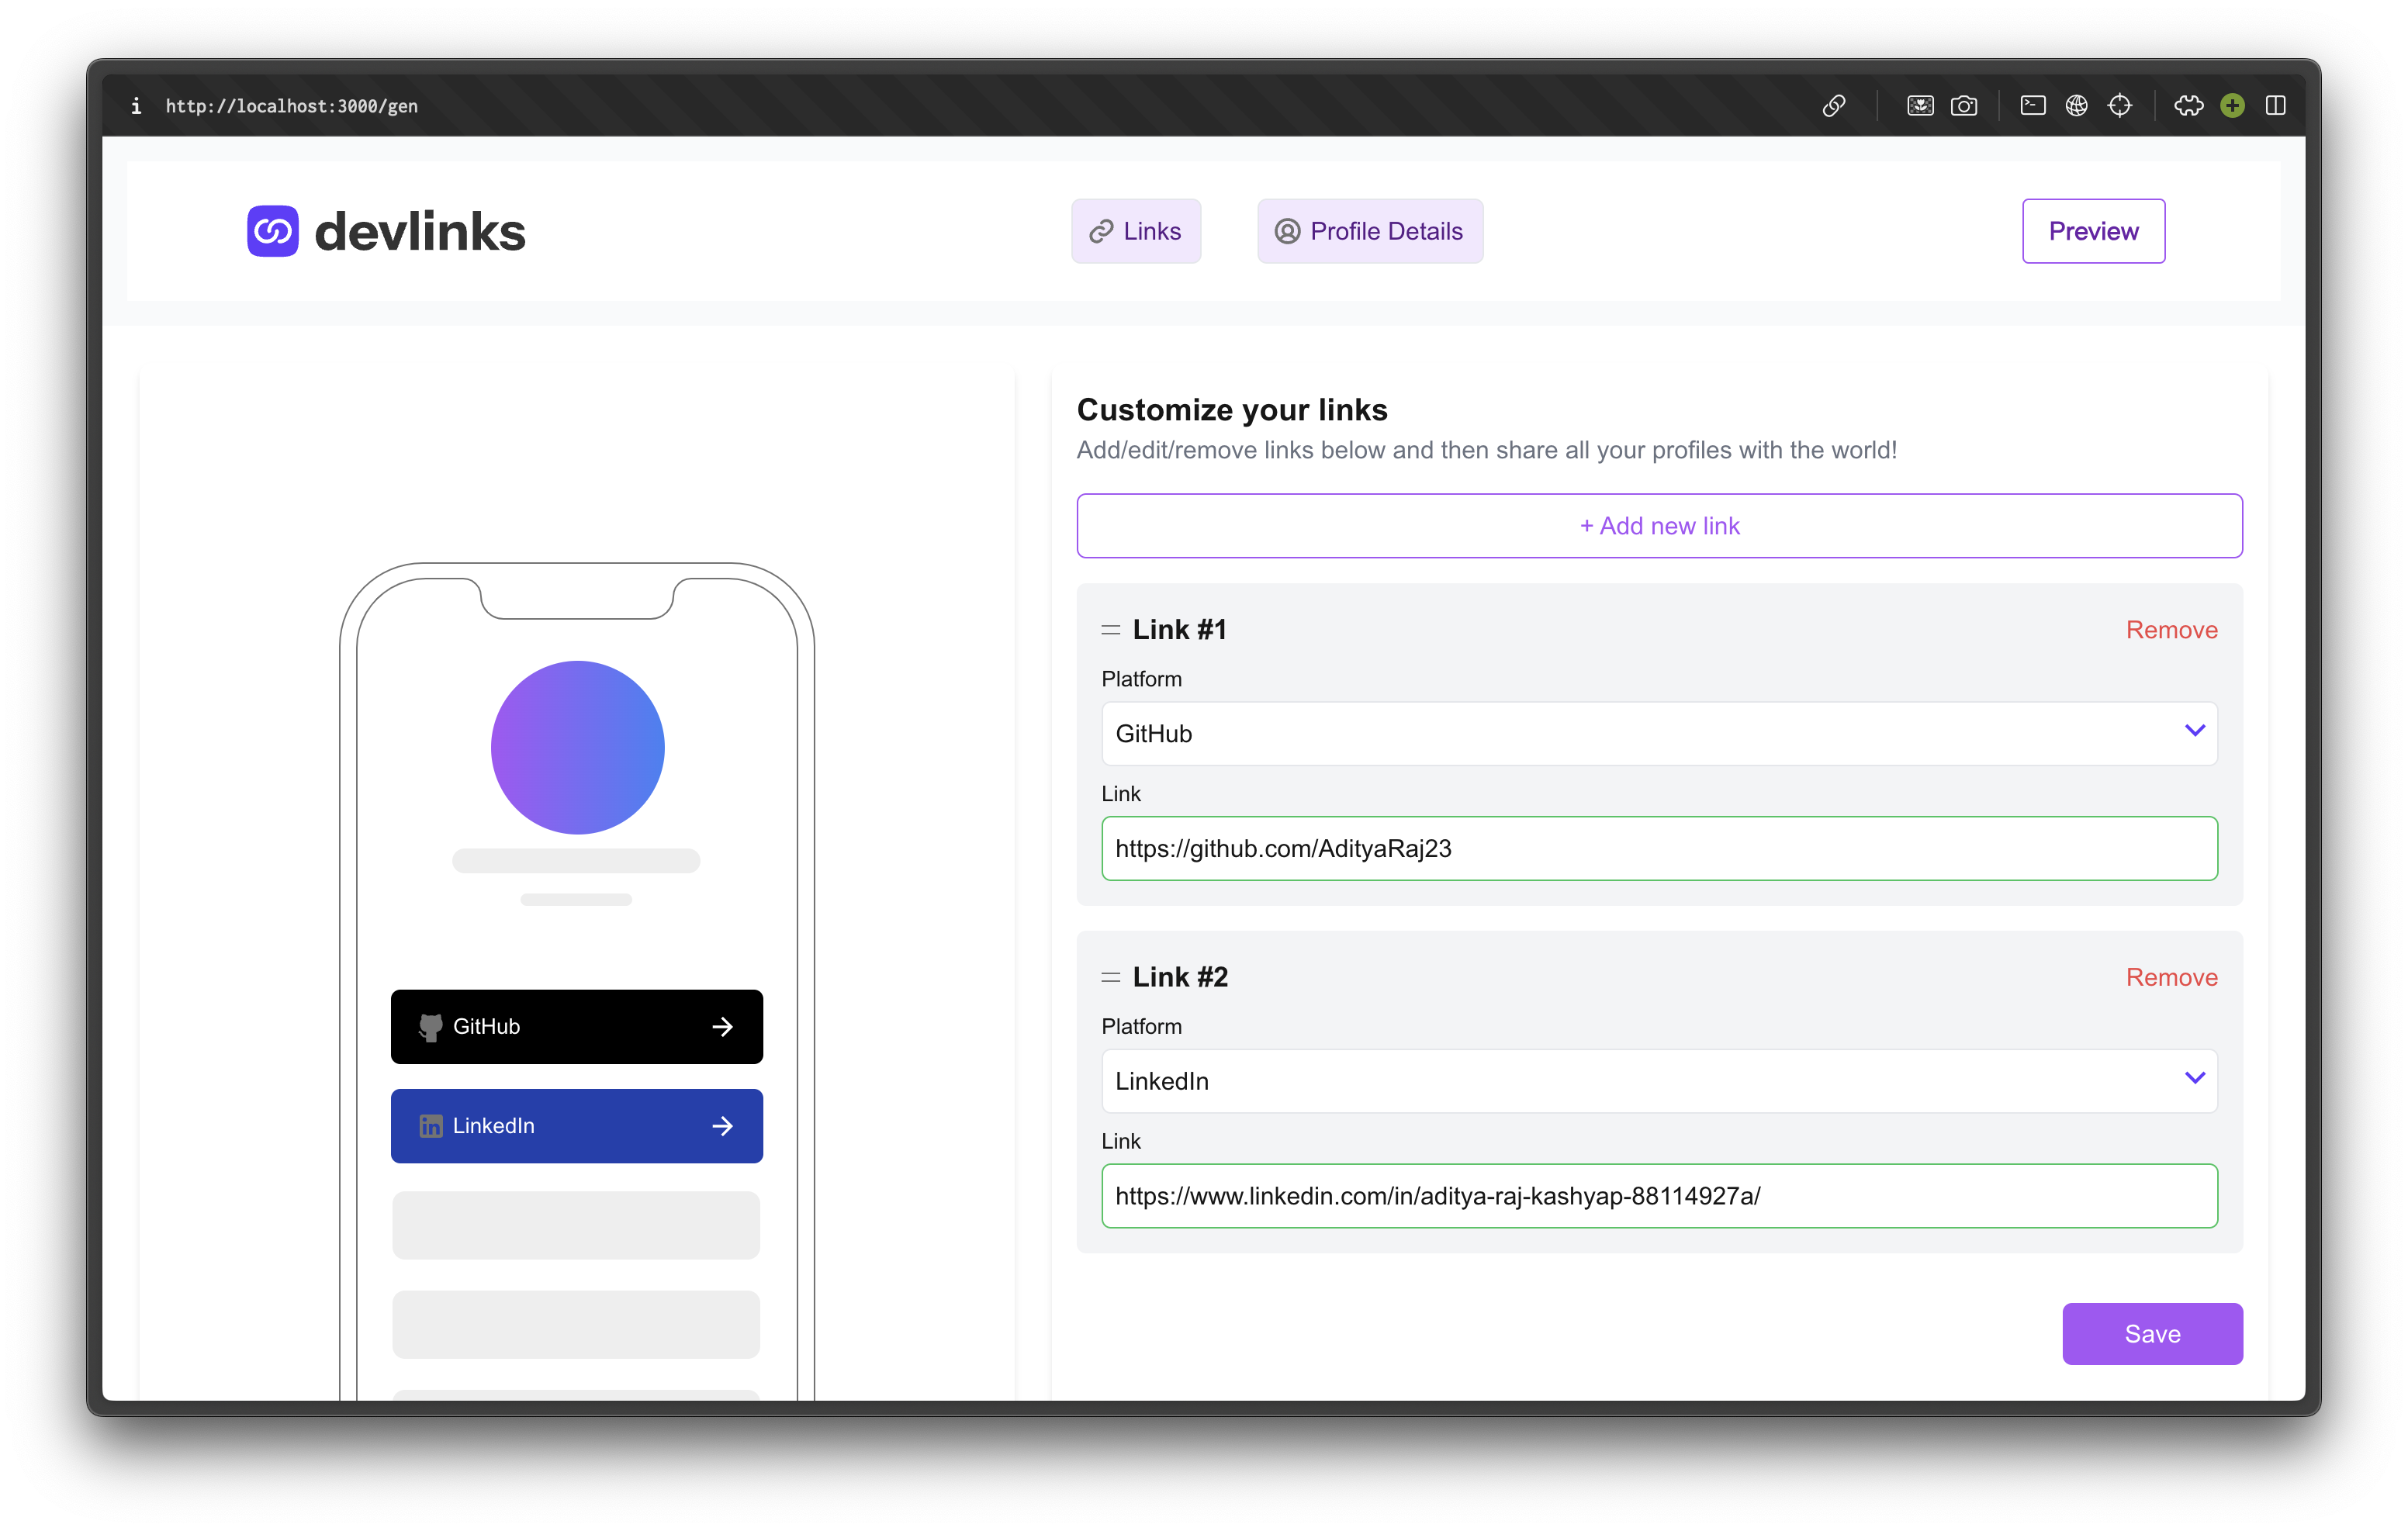 http://localhost:3000/gen
devlinks
Links
Profile Details
Preview
GitHub
LinkedIn
Customize your links
Add/edit/remove links below and then share all your profiles with the world!
+ Add new link
Link #1
Remove
Platform
GitHub
Link
https://github.com/AdityaRaj23
Link #2
Remove
Platform
LinkedIn
Link
https://www.linkedin.com/in/aditya-raj-kashyap-88114927a/
Save